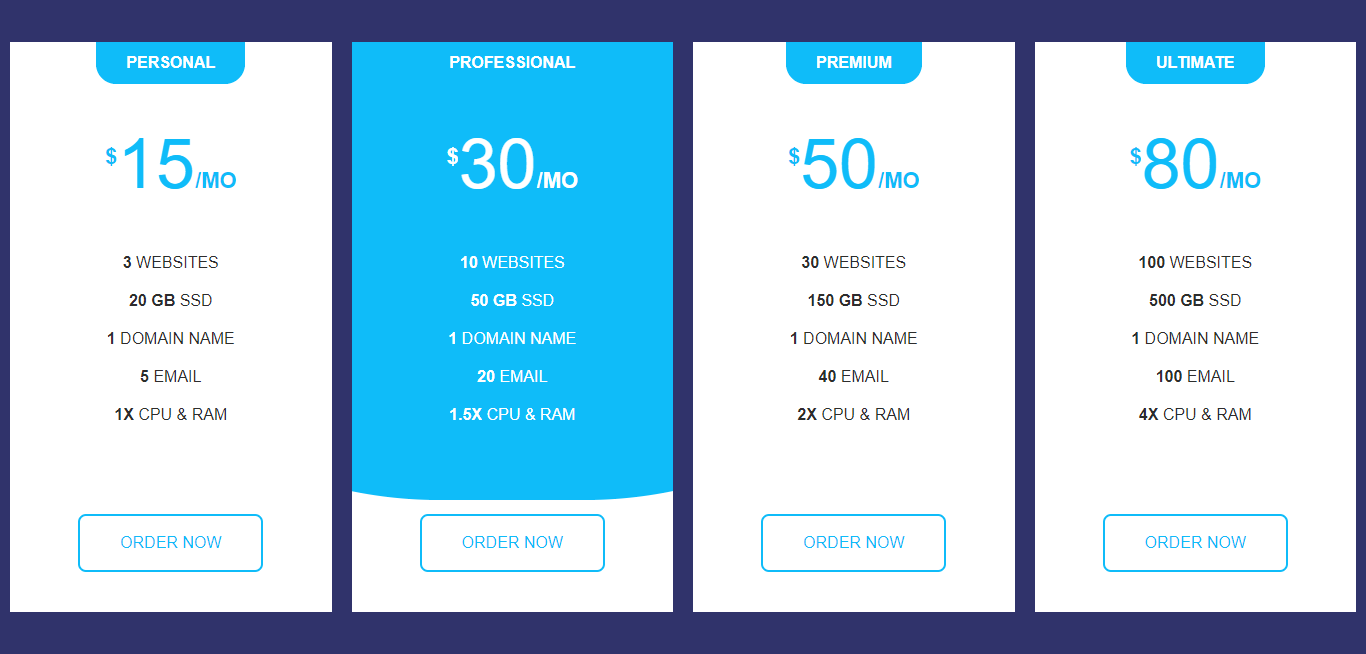 PERSONAL
$15/MO
3 WEBSITES
20 GB SSD
1 DOMAIN NAME
5 EMAIL
1X CPU & RAM
ORDER NOW
PROFESSIONAL
$30/MO
10 WEBSITES
50 GB SSD
1 DOMAIN NAME
20 EMAIL
1.5X CPU & RAM
ORDER NOW
PREMIUM
$50/MO
30 WEBSITES
150 GB SSD
1 DOMAIN NAME
40 EMAIL
2X CPU & RAM
ORDER NOW
ULTIMATE
$80/MO
100 WEBSITES
500 GB SSD
1 DOMAIN NAME
100 EMAIL
4X CPU & RAM
ORDER NOW